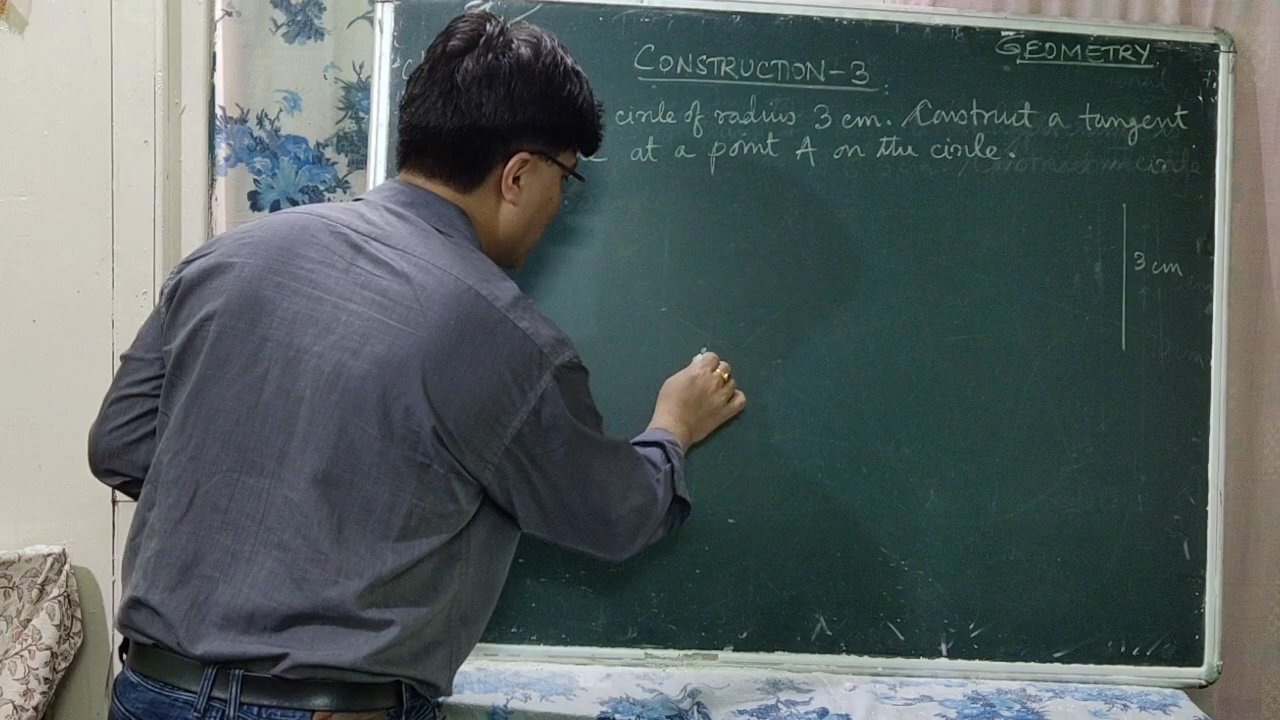 GEOMETRY
CONSTRUCTION-3
circle of radius 3 cm. Construct a tangent
at a point A on the circle.
3 cm